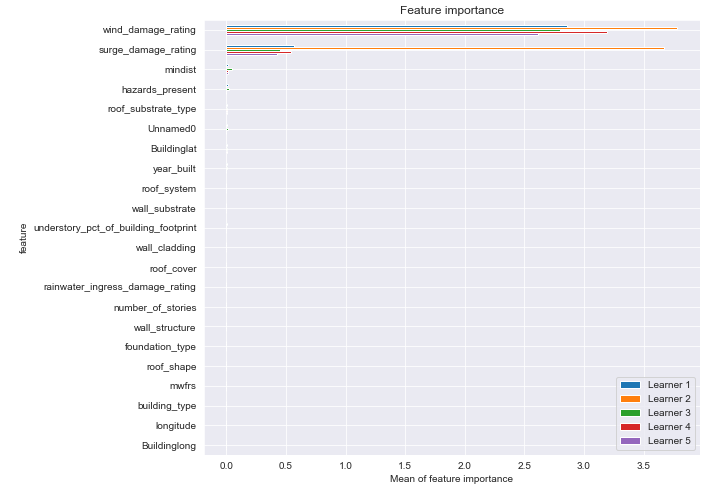 Feature importance
wind_damage_rating
surge_damage_rating
mindist
hazards_present
roof_substrate_type
Unnamed0
Buildinglat
year_built
roof_system
wall_substrate
understory_pct_of_building_footprint
wall_cladding
roof_cover
rainwater_ingress_damage_rating
number_of_stories
wall_structure
foundation_type
roof_shape
mwfrs
building_type
longitude
Buildinglong
feature
Learner 1
Learner 2
Learner 3
Learner 4
Learner 5
0.0 0.5 1.0 1.5 2.0 2.5 3.0 3.5
Mean of feature importance